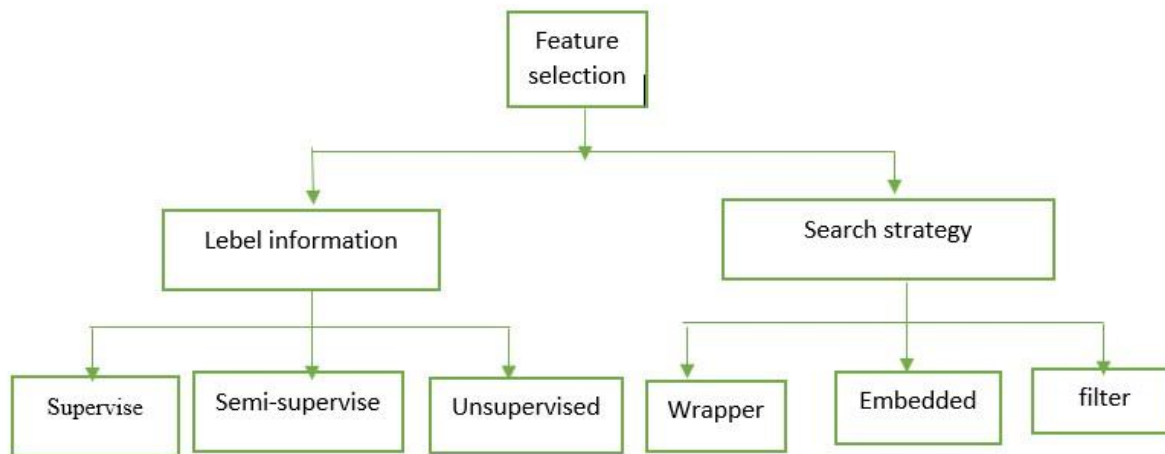 Feature
selection
Lebel information
Search strategy
Supervise
Semi-supervise
Unsupervised
Wrapper
Embedded
filter